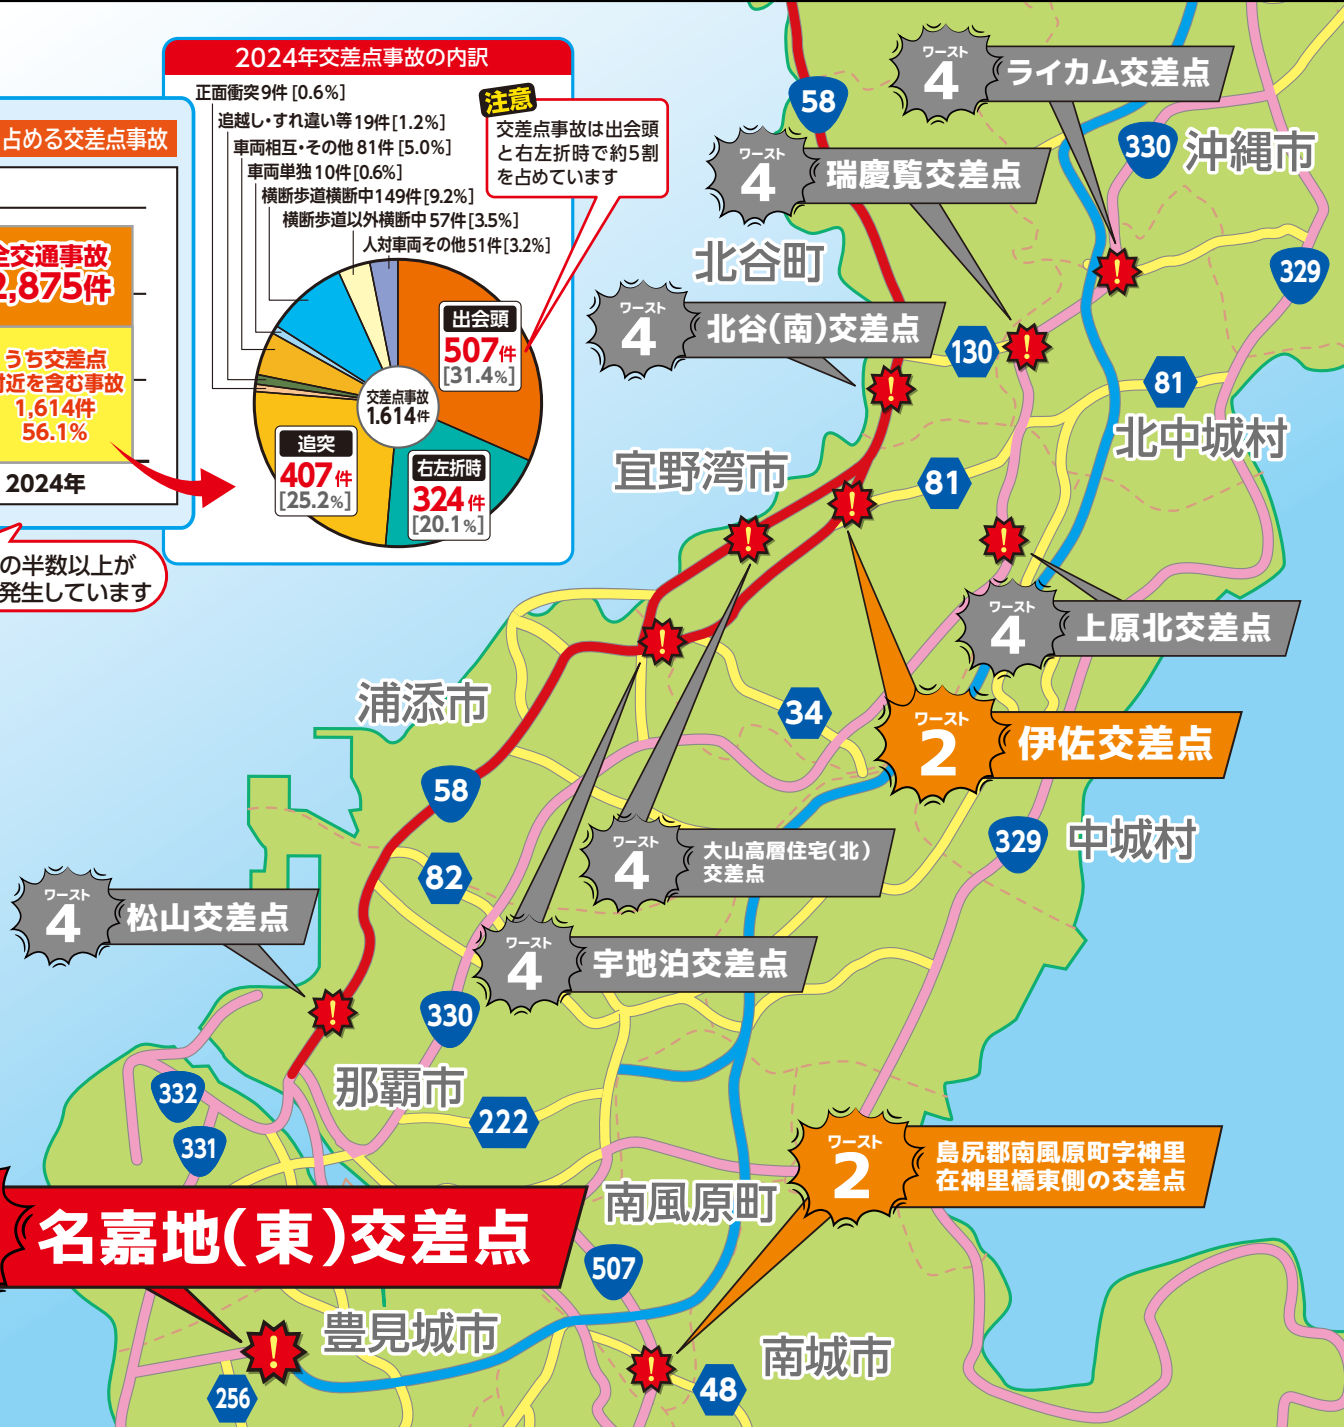 2024年交差点事故の内訳
正面衝突9件 [0.6%]
追越し・すれ違い等19件[1.2%]
車両相互・その他 81件 [5.0%]
車両単独 10件[0.6%]
横断歩道横断中149件[9.2%]
横断歩道以外横断中 57件[3.5%]
人対車両その他51件[3.2%]
注意
交差点事故は出会頭
と右左折時で約5割
を占めています
出会頭
507件
[31.4%]
交差点事故
1.614件
追突
407件
[25.2%]
右左折時
324件
[20.1%]
占める交差点事故
全交通事故
2,875件
うち交差点
付近を含む事故
1,614件
56.1%
2024年
の半数以上が
発生しています
ワースト
4
ライカム交差点
58
330
沖縄市
ワースト
4
瑞慶覧交差点
北谷町
329
ワースト
4
北谷(南)交差点
130
81
北中城村
宜野湾市
81
ワースト
4
上原北交差点
浦添市
34
ワースト
2
伊佐交差点
58
329
中城村
82
ワースト
4
大山高層住宅(北)
交差点
ワースト
4
松山交差点
ワースト
4
宇地泊交差点
330
那覇市
332
222
331
ワースト
2
島尻郡南風原町字神里
在神里橋東側の交差点
南風原町
名嘉地(東)交差点
507
豊見城市
南城市
256
48